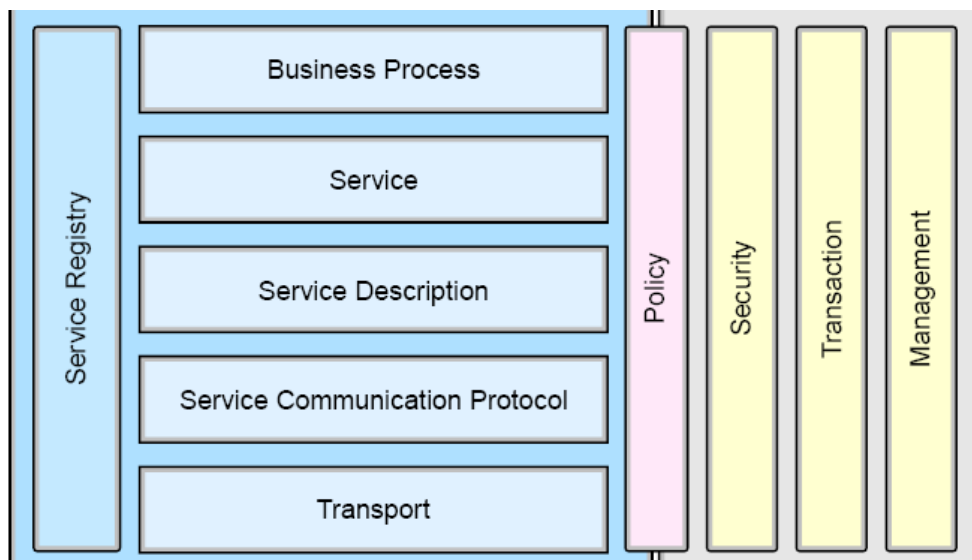 Service Registry
Business Process
Service
Service Description
Service Communication Protocol
Transport
Policy
Security
Transaction
Management